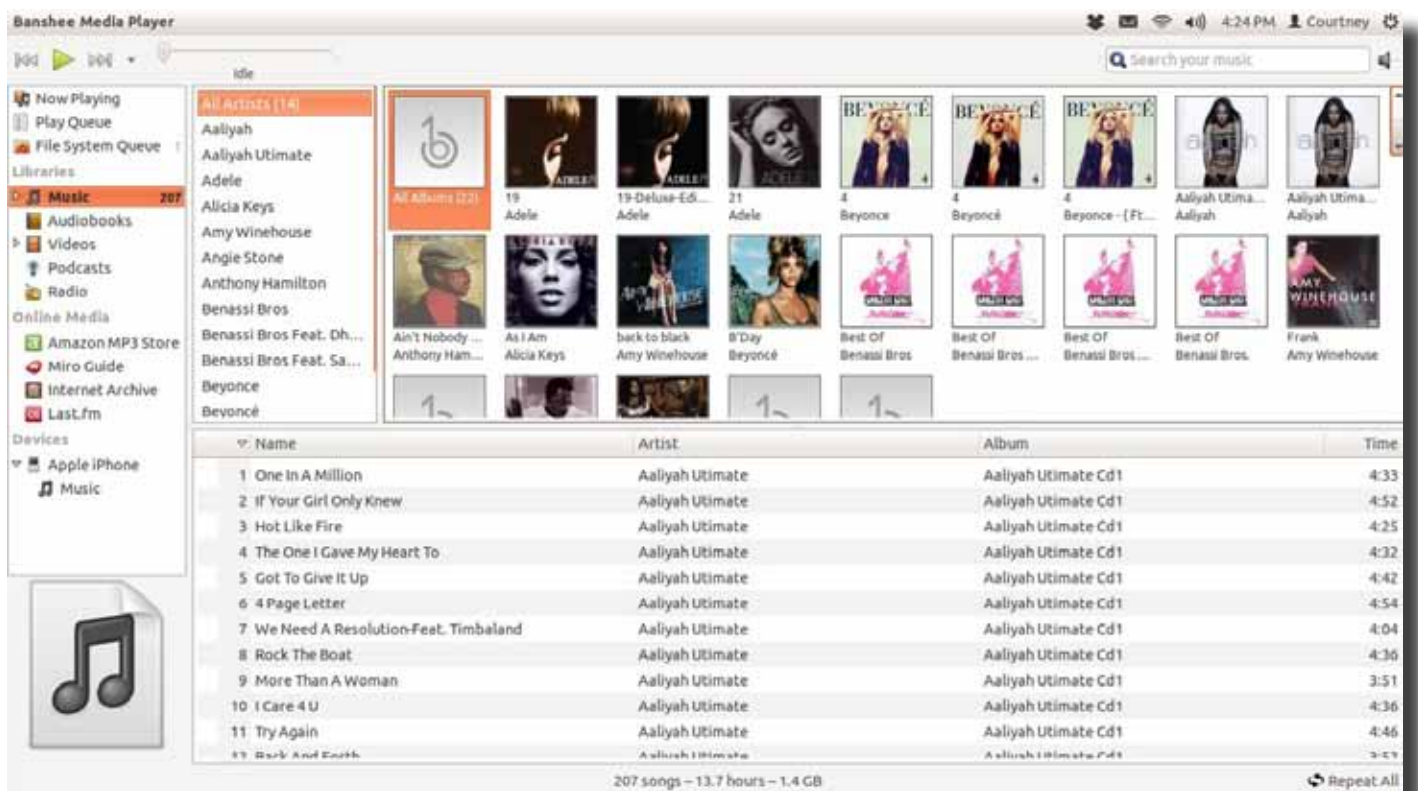 Banshee Media Player
4:24 PM Courtney
Idle
Search your music
Now Playing
Play Queue
File System Queue
Libraries
Music 207
Audiobooks
Videos
Podcasts
Radio
Online Media
Amazon MP3 Store
Miro Guide
Internet Archive
Last.fm
Devices
Apple iPhone
Music
All Artists (14)
Aaliyah
Aaliyah Utimate
Adele
Alicia Keys
Amy Winehouse
Angie Stone
Anthony Hamilton
Benassi Bros
Benassi Bros Feat. Dh...
Benassi Bros Feat. Sa...
Beyonce
Beyoncé
All Albums (22)
19
Adele
19-Deluxe-Edi...
Adele
21
Adele
4
Beyonce
4
Beyoncé
4
Beyonce - ( Ft...
Aaliyah Utima...
Aaliyah
Aaliyah Utima...
Aaliyah
Ain't Nobody ...
Anthony Ham...
As I Am
Alicia Keys
back to black
Amy Winehouse
B'Day
Beyoncé
Best Of
Benassi Bros
Best Of
Benassi Bros ...
Best Of
Benassi Bros ...
Best Of
Benassi Bros.
Frank
Amy Winehouse
Name Artist Album Time
1 One In A Million Aaliyah Utimate Aaliyah Utimate Cd1 4:33
2 If Your Girl Only Knew Aaliyah Utimate Aaliyah Utimate Cd1 4:52
3 Hot Like Fire Aaliyah Utimate Aaliyah Utimate Cd1 4:25
4 The One I Gave My Heart To Aaliyah Utimate Aaliyah Utimate Cd1 4:32
5 Got To Give It Up Aaliyah Utimate Aaliyah Utimate Cd1 4:42
6 4 Page Letter Aaliyah Utimate Aaliyah Utimate Cd1 4:54
7 We Need A Resolution-Feat. Timbaland Aaliyah Utimate Aaliyah Utimate Cd1 4:04
8 Rock The Boat Aaliyah Utimate Aaliyah Utimate Cd1 4:36
9 More Than A Woman Aaliyah Utimate Aaliyah Utimate Cd1 3:51
10 I Care 4 U Aaliyah Utimate Aaliyah Utimate Cd1 4:36
11 Try Again Aaliyah Utimate Aaliyah Utimate Cd1 4:46
12 Back And Forth Aaliyah Utimate Aaliyah Utimate Cd1 3:57
207 songs – 13.7 hours – 1.4 GB
Repeat All